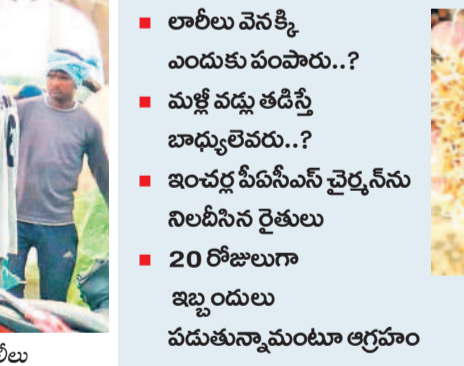 ■ లారీలు వెనక్కి
ఎందుకు పంపారు..?
■ మళ్లీ వడ్లు తడిస్తే
బాధ్యులెవరు..?
■ ఇంచర్ల పీఏసీఎస్ చైర్మన్‌ను
నిలదీసిన రైతులు
■ 20 రోజులుగా
ఇబ్బందులు
పడుతున్నామంటూ ఆగ్రహం